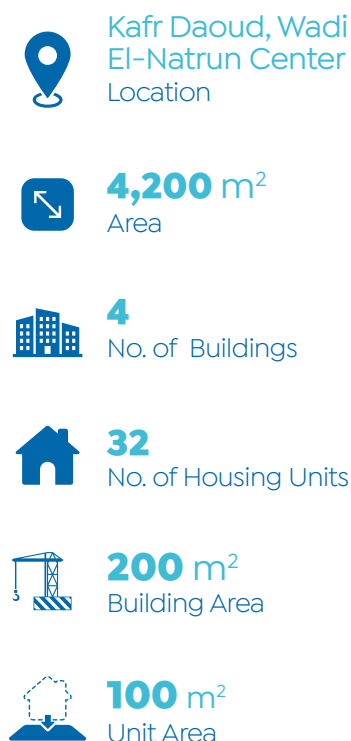 Kafr Daoud, Wadi
El-Natrun Center
Location
4,200 m²
Area
4
No. of Buildings
32
No. of Housing Units
200 m²
Building Area
100 m²
Unit Area